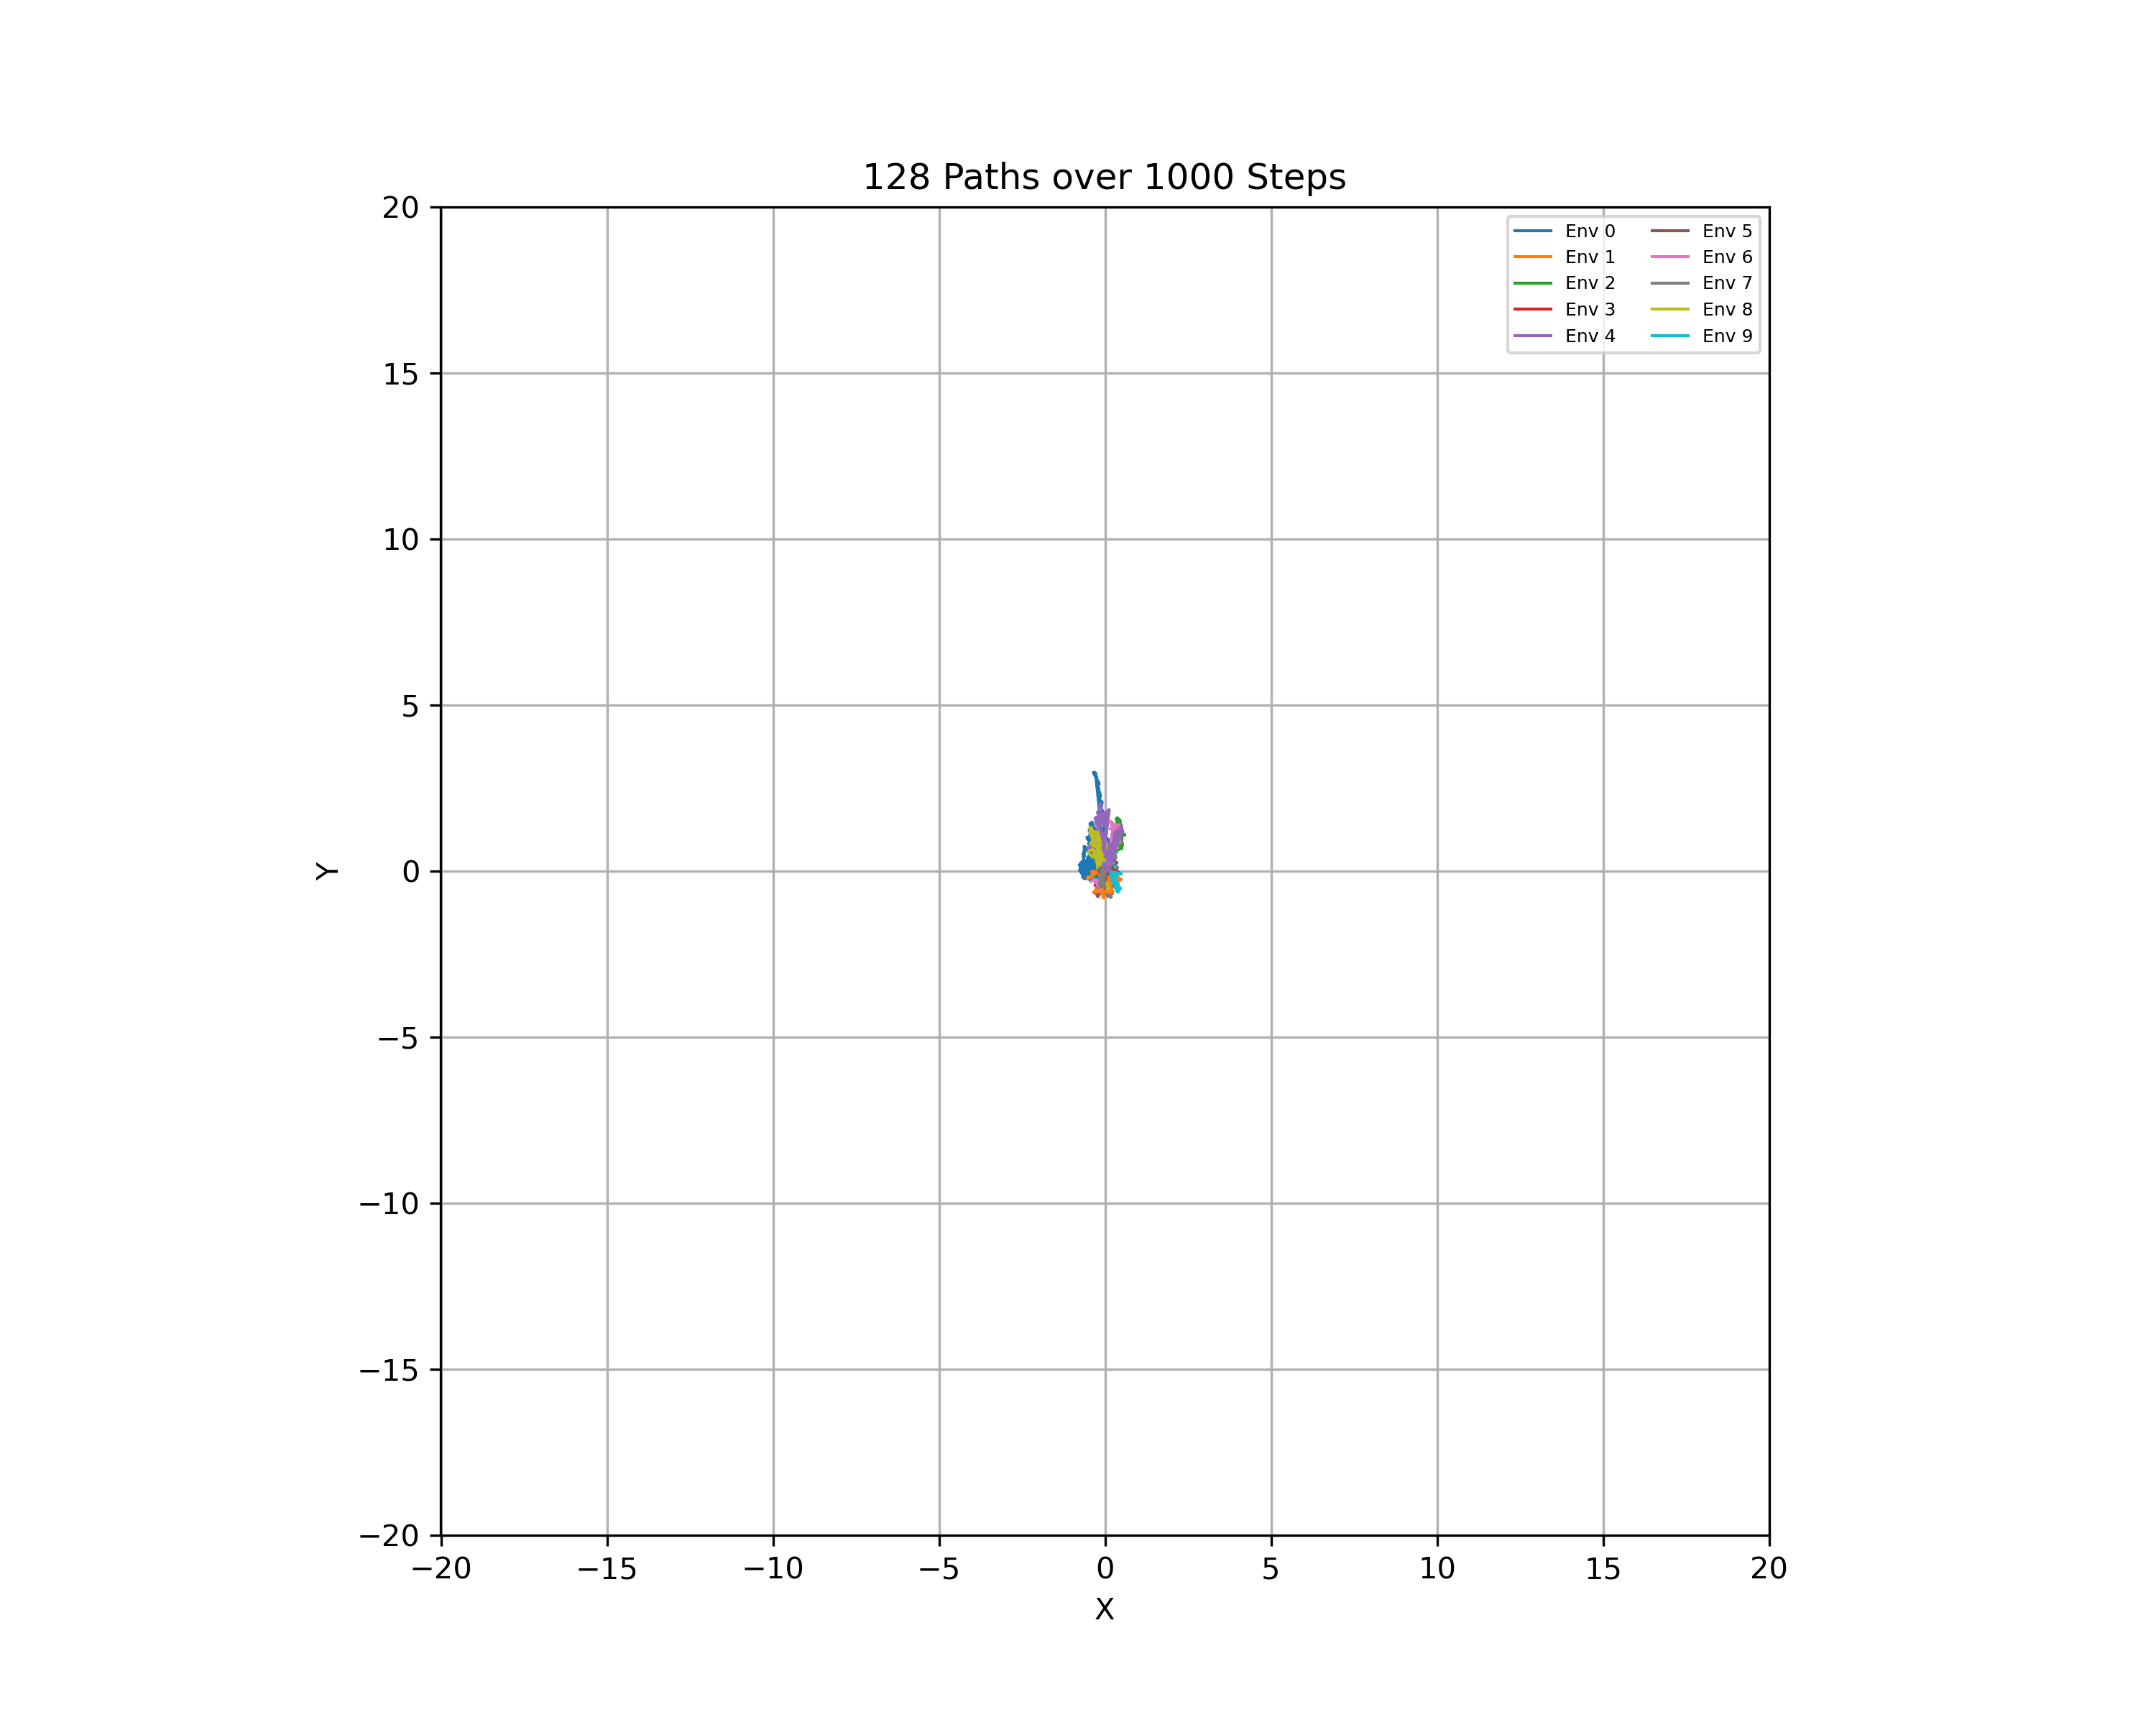 128 Paths over 1000 Steps
20
15
10
5
0
−5
−10
−15
−20
Y
−20 −15 −10 −5 0 5 10 15 20
X
Env 0 Env 5
Env 1 Env 6
Env 2 Env 7
Env 3 Env 8
Env 4 Env 9